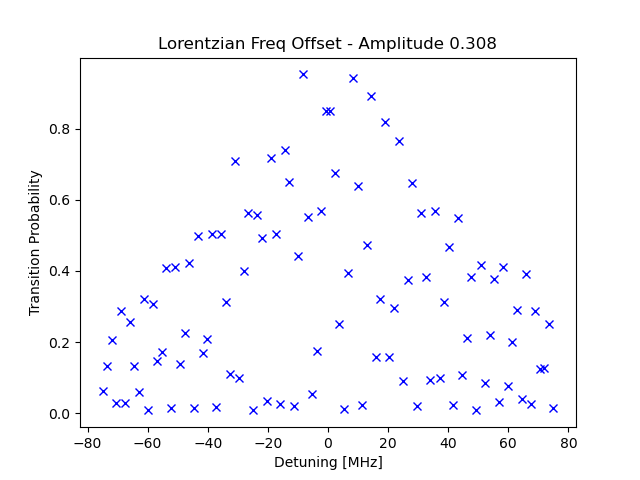 Lorentzian Freq Offset - Amplitude 0.308
Transition Probability
0.8
0.6
0.4
0.2
0.0
−80 −60 −40 −20 0 20 40 60 80
Detuning [MHz]